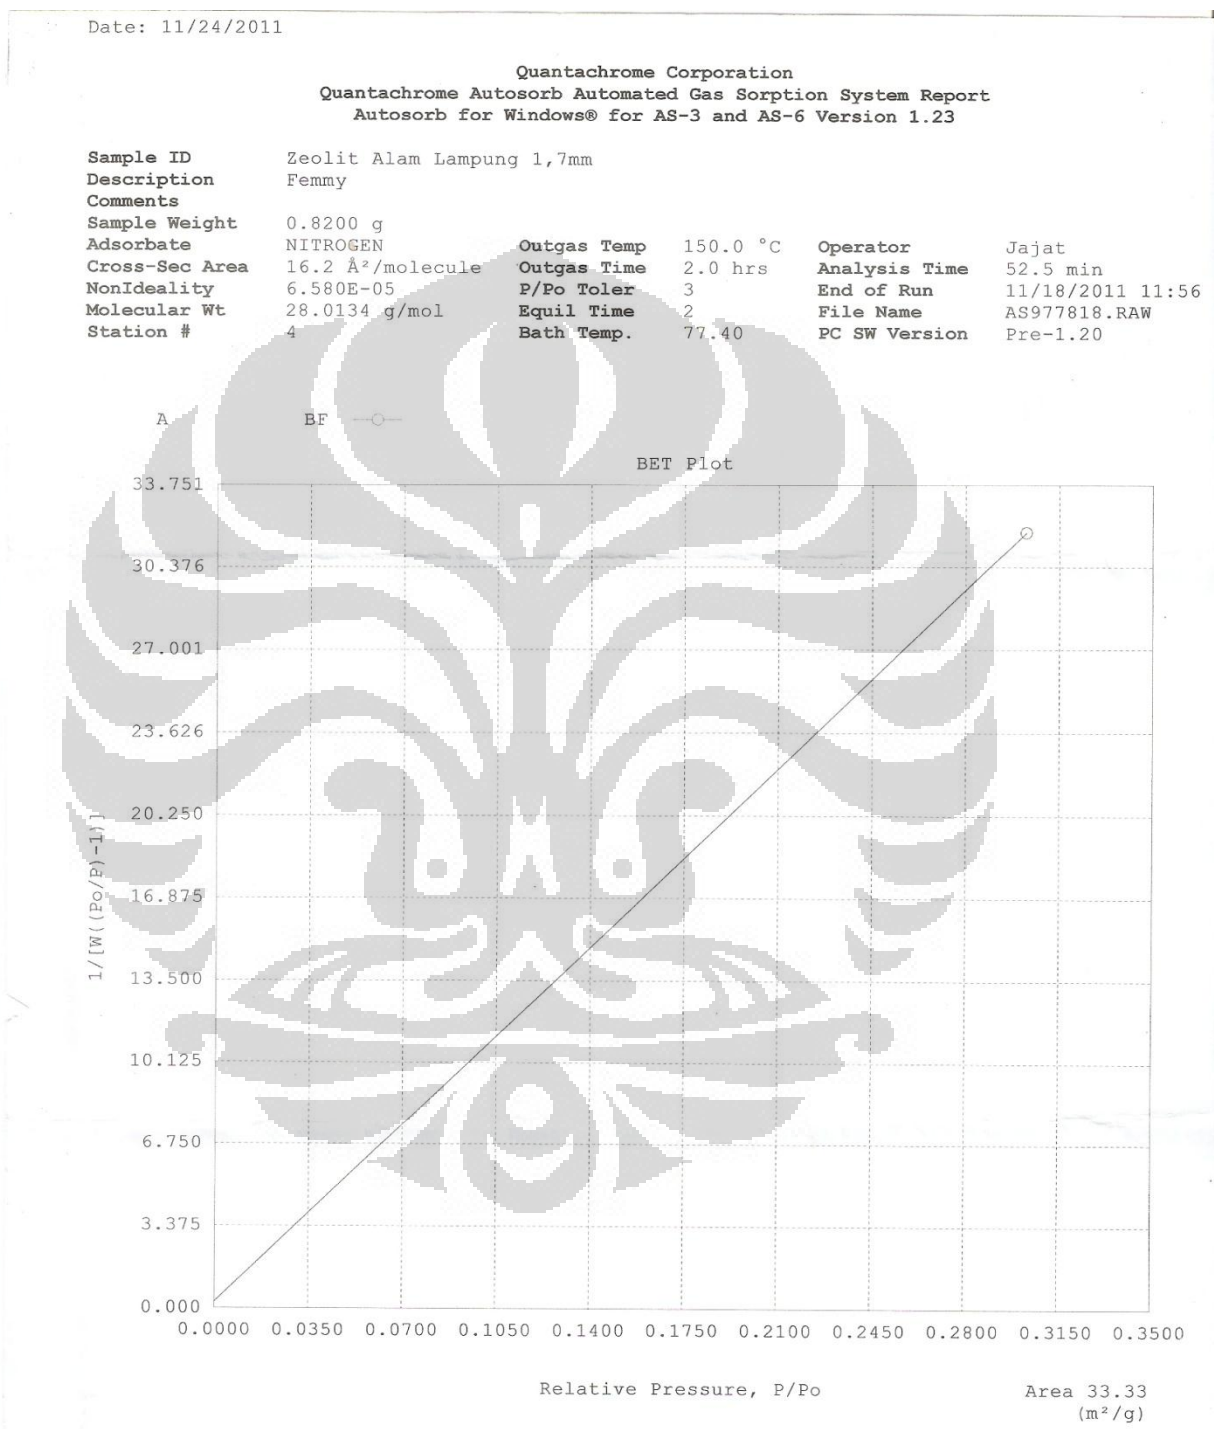 Date: 11/24/2011
Quantachrome Corporation
Quantachrome Autosorb Automated Gas Sorption System Report
Autosorb for Windows® for AS-3 and AS-6 Version 1.23
Sample ID Zeolit Alam Lampung 1,7mm
Description Femmy
Comments
Sample Weight 0.8200 g
Adsorbate NITROGEN Outgas Temp 150.0 °C Operator Jajat
Cross-Sec Area 16.2 Å²/molecule Outgas Time 2.0 hrs Analysis Time 52.5 min
NonIdeality 6.580E-05 P/Po Toler 3 End of Run 11/18/2011 11:56
Molecular Wt 28.0134 g/mol Equil Time 2 File Name AS977818.RAW
Station # 4 Bath Temp. 77.40 PC SW Version Pre-1.20
A BF
BET Plot
33.751
30.376
27.001
23.626
20.250
16.875
13.500
10.125
6.750
3.375
0.000
1/[W((Po/P)-1)]
0.0000 0.0350 0.0700 0.1050 0.1400 0.1750 0.2100 0.2450 0.2800 0.3150 0.3500
Relative Pressure, P/Po Area 33.33
(m²/g)